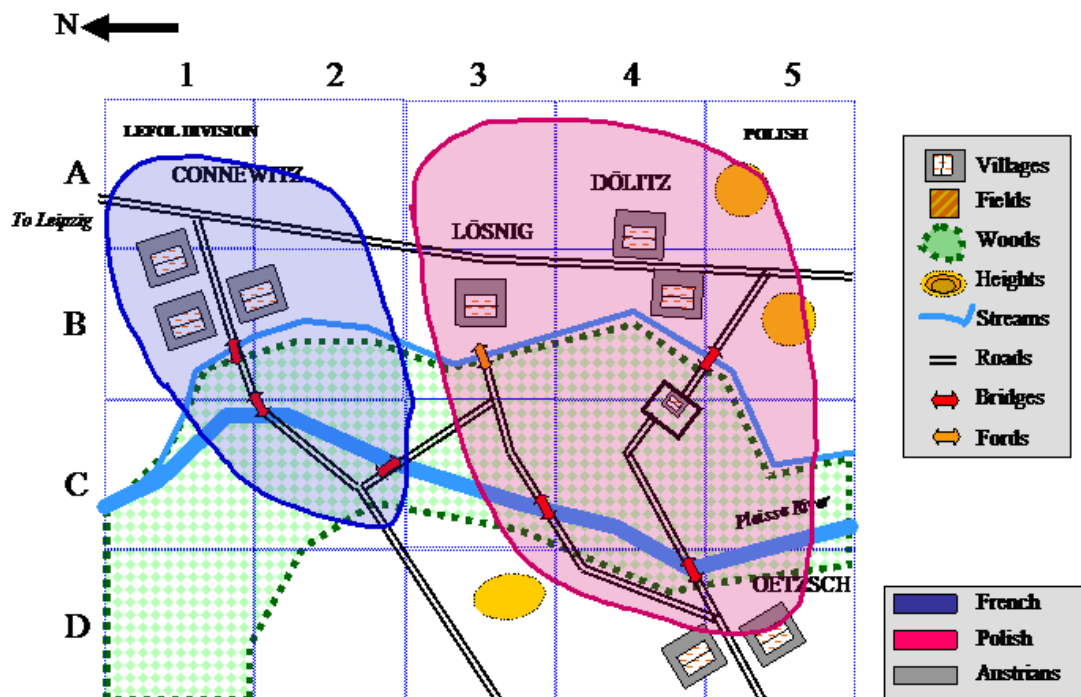 N
1 2 3 4 5
LEFOL DIVISION POLISH
A
CONNEWITZ DÖLITZ
To Leipzig
LÖSNIG
B
C
Pleisse River
OETZSCH
D
Villages
Fields
Woods
Heights
Streams
Roads
Bridges
Fords
French
Polish
Austrians